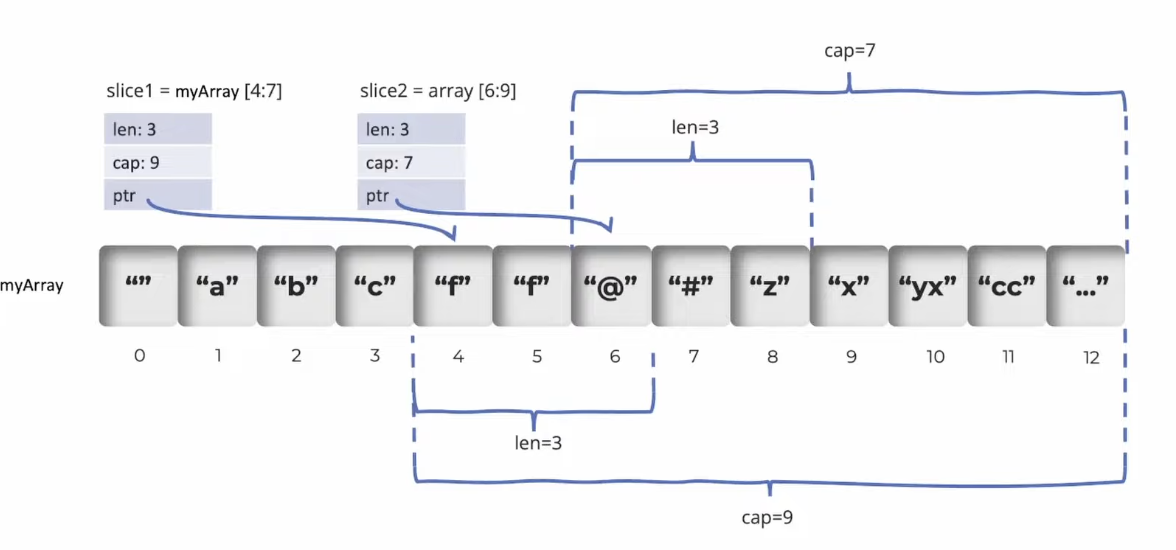 cap=7
slice1 = myArray [4:7]
slice2 = array [6:9]
len: 3
cap: 9
ptr
len: 3
cap: 7
ptr
len=3
myArray
“” “a” “b” “c” “f” “f” “@” “#” “z” “x” “yx” “cc” “...”
0 1 2 3 4 5 6 7 8 9 10 11 12
len=3
cap=9